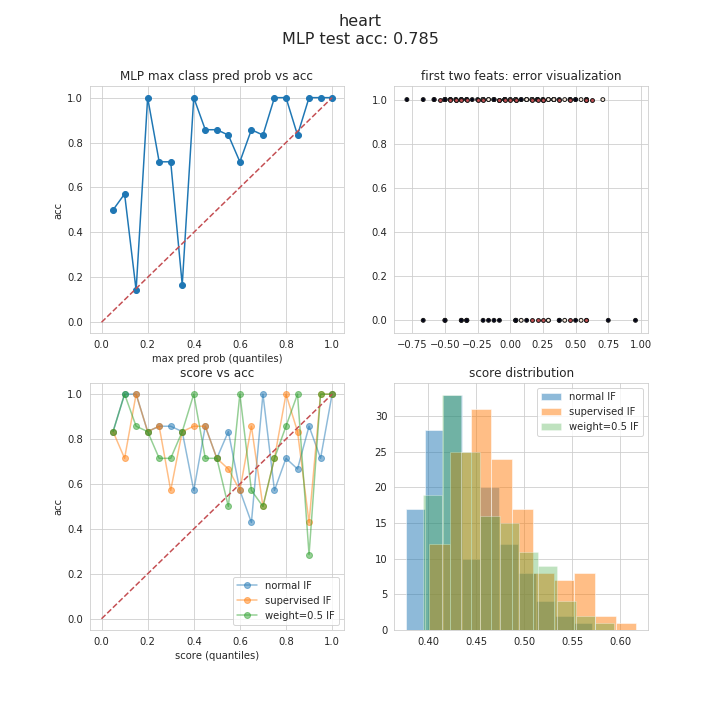 heart
MLP test acc: 0.785
MLP max class pred prob vs acc
1.0
0.8
0.6
0.4
0.2
0.0
acc
0.0 0.2 0.4 0.6 0.8 1.0
max pred prob (quantiles)
first two feats: error visualization
1.0
0.8
0.6
0.4
0.2
0.0
−0.75 −0.50 −0.25 0.00 0.25 0.50 0.75 1.00
score vs acc
1.0
0.8
0.6
0.4
0.2
0.0
acc
normal IF
supervised IF
weight=0.5 IF
0.0 0.2 0.4 0.6 0.8 1.0
score (quantiles)
score distribution
30
25
20
15
10
5
0
normal IF
supervised IF
weight=0.5 IF
0.40 0.45 0.50 0.55 0.60